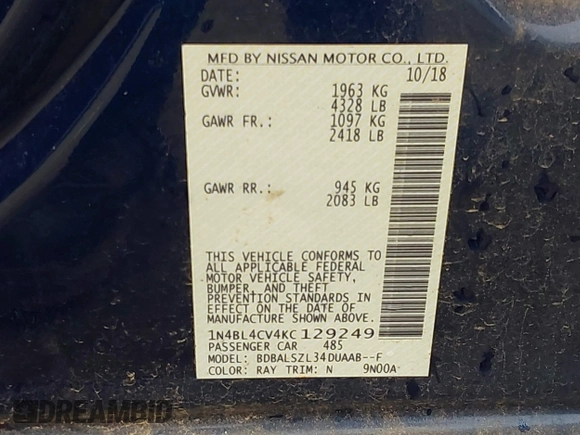 MFD BY NISSAN MOTOR CO., LTD.
DATE: 10/18
GVWR: 1963 KG
4328 LB
GAWR FR.: 1097 KG
2418 LB
GAWR RR.: 945 KG
2083 LB
THIS VEHICLE CONFORMS TO
ALL APPLICABLE FEDERAL
MOTOR VEHICLE SAFETY,
BUMPER, AND THEFT
PREVENTION STANDARDS IN
EFFECT ON THE DATE OF
MANUFACTURE SHOWN ABOVE.
1N4BL4CV4KC 129249
PASSENGER CAR 485
MODEL: BDBALSZL34DUAAB--F
COLOR: RAY TRIM: N 9N00A
DREAMBID